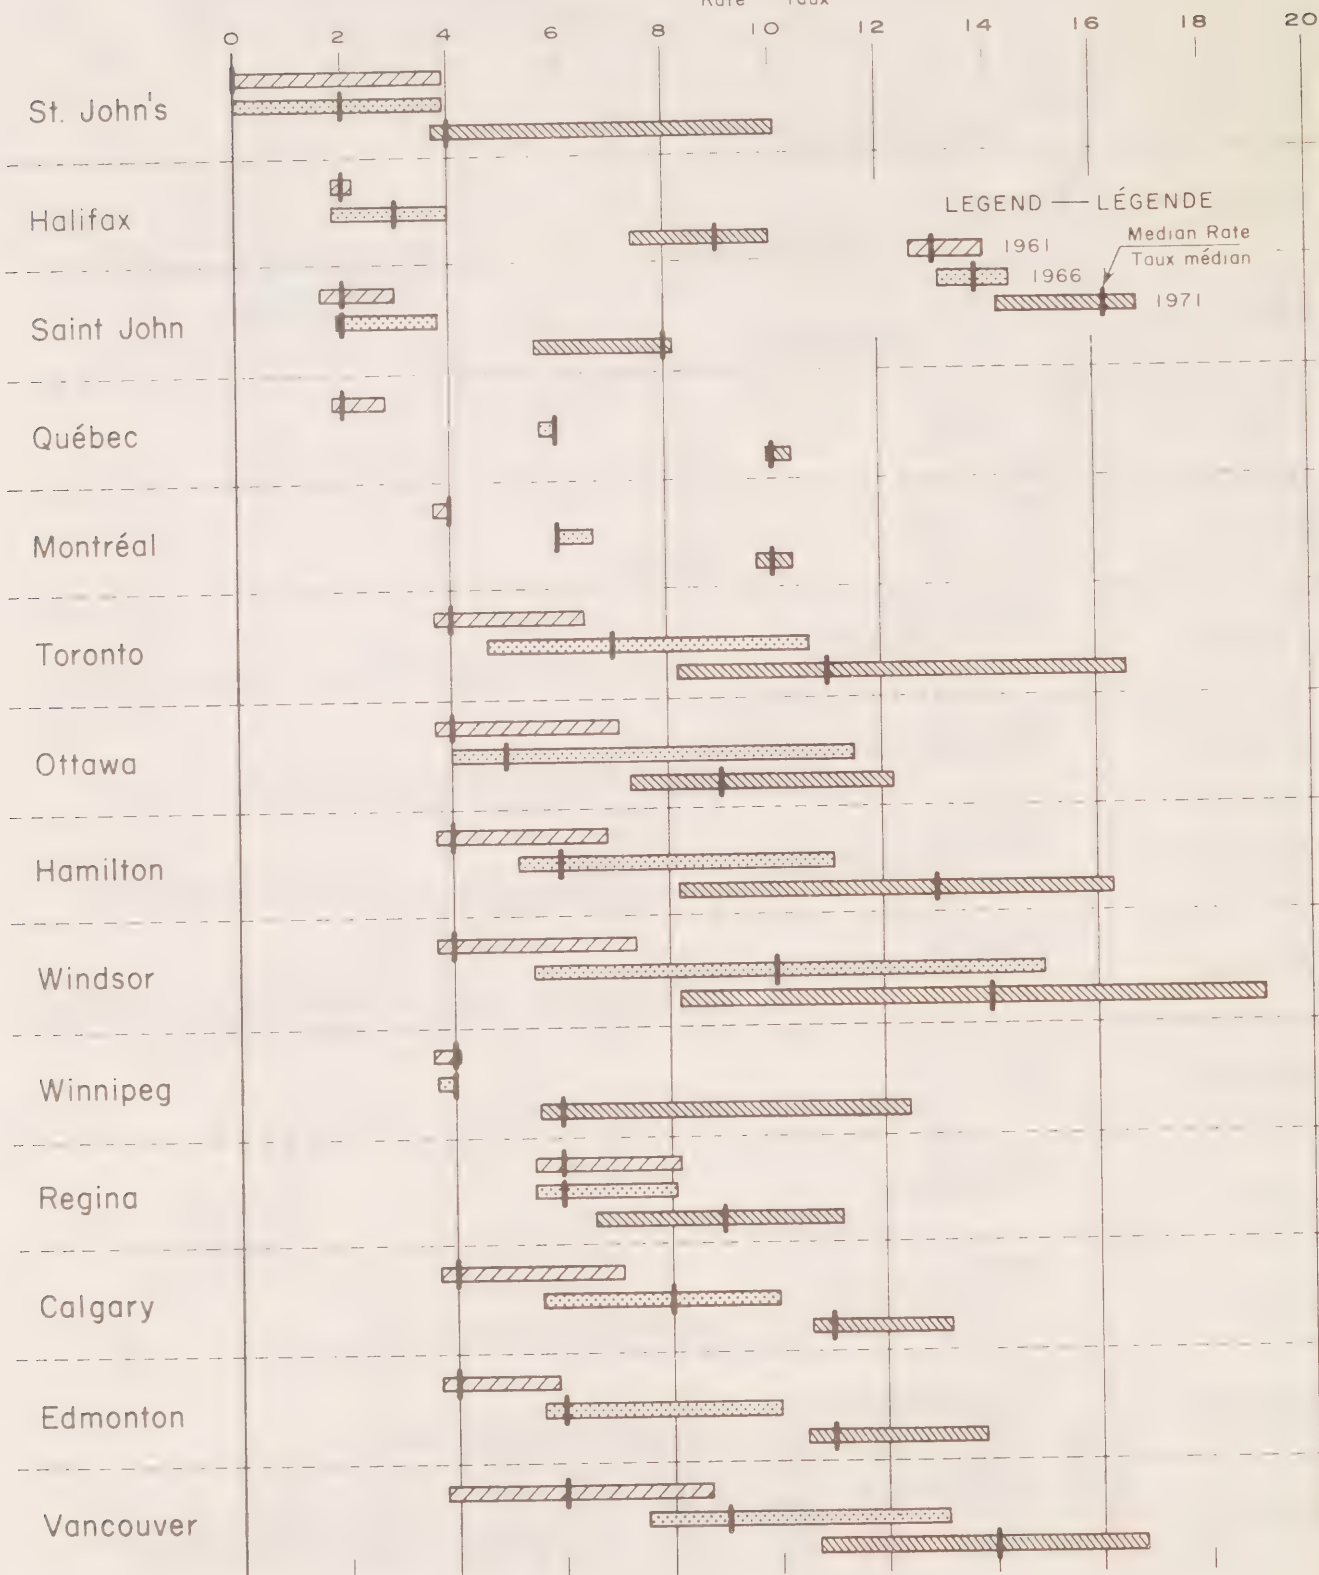 Rate Taux
0 2 4 6 8 10 12 14 16 18 20
St. John's
Halifax
LEGEND — LÉGENDE
1961
Median Rate
Taux médian
1966
1971
Saint John
Québec
Montréal
Toronto
Ottawa
Hamilton
Windsor
Winnipeg
Regina
Calgary
Edmonton
Vancouver